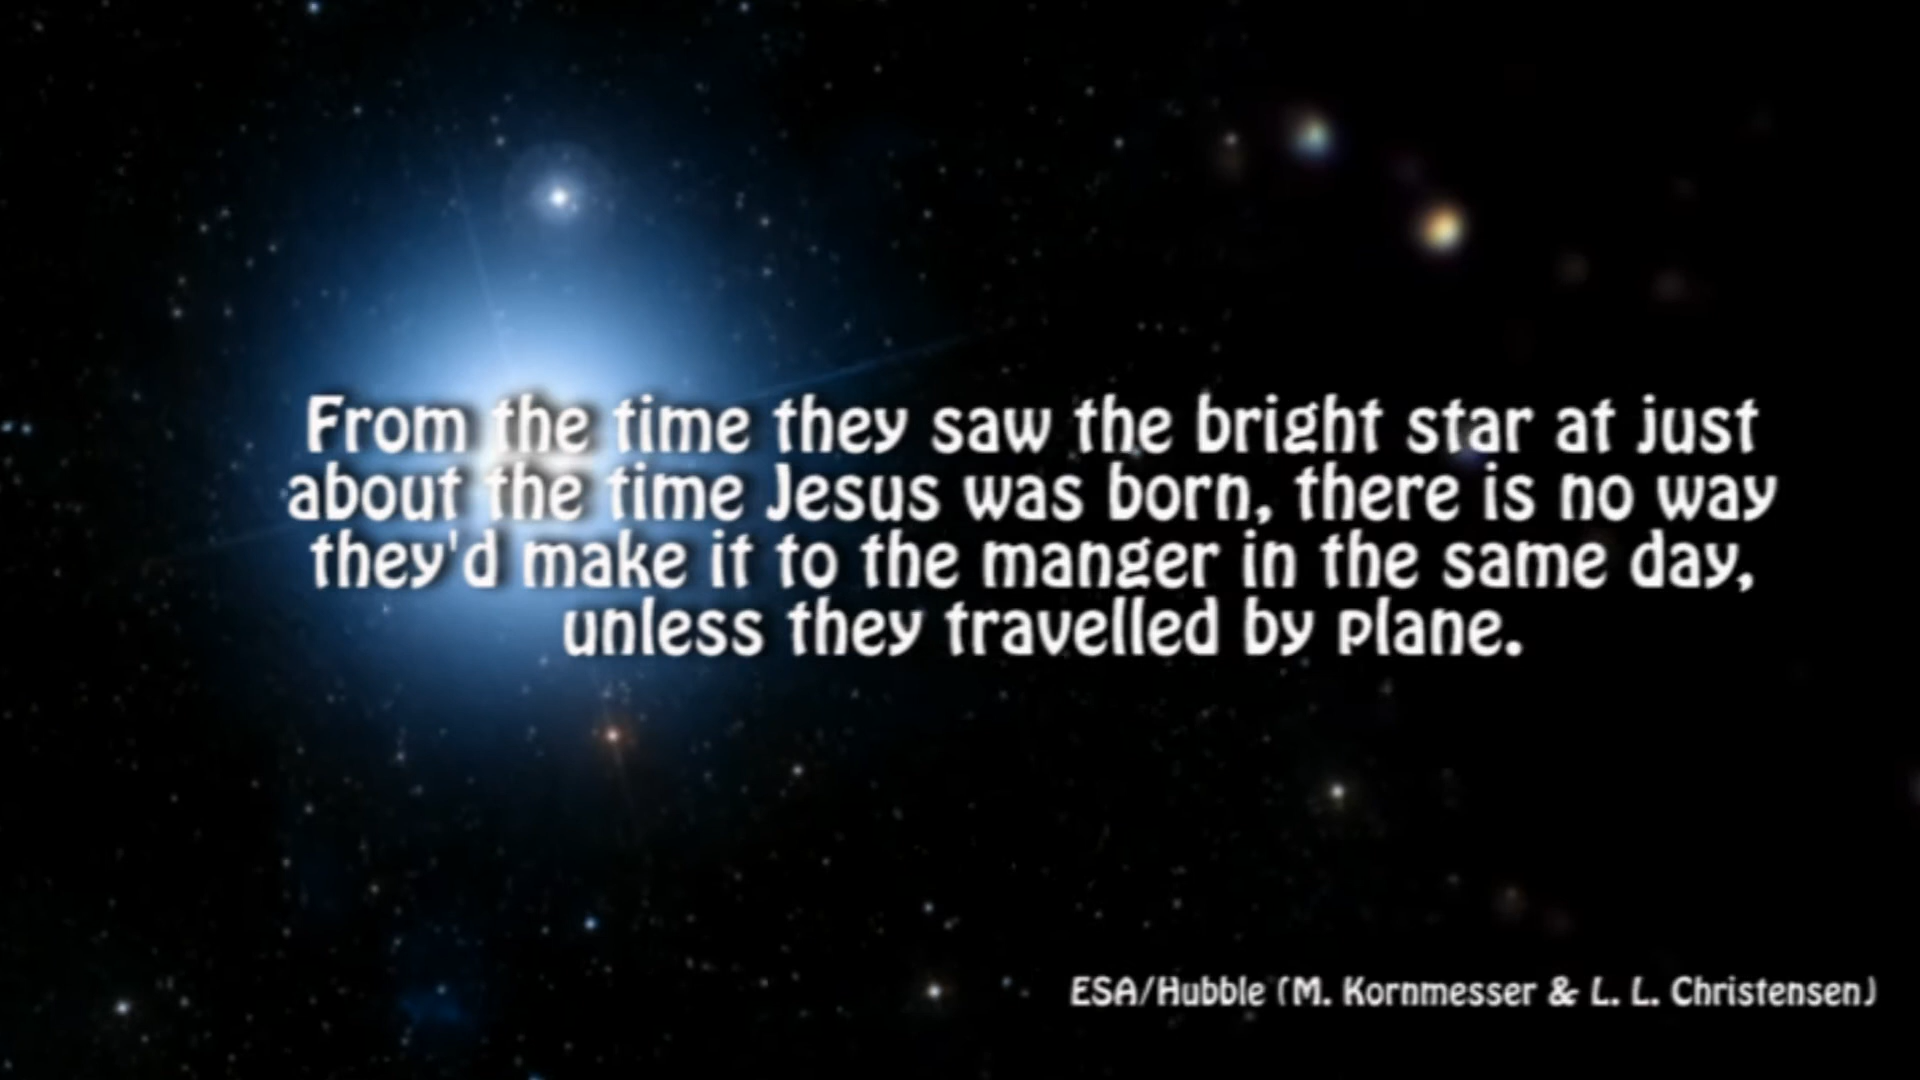 From the time they saw the bright star at just
about the time Jesus was born, there is no way
they'd make it to the manger in the same day,
unless they travelled by plane.
ESA/Hubble (M. Kornmesser & L. L. Christensen)